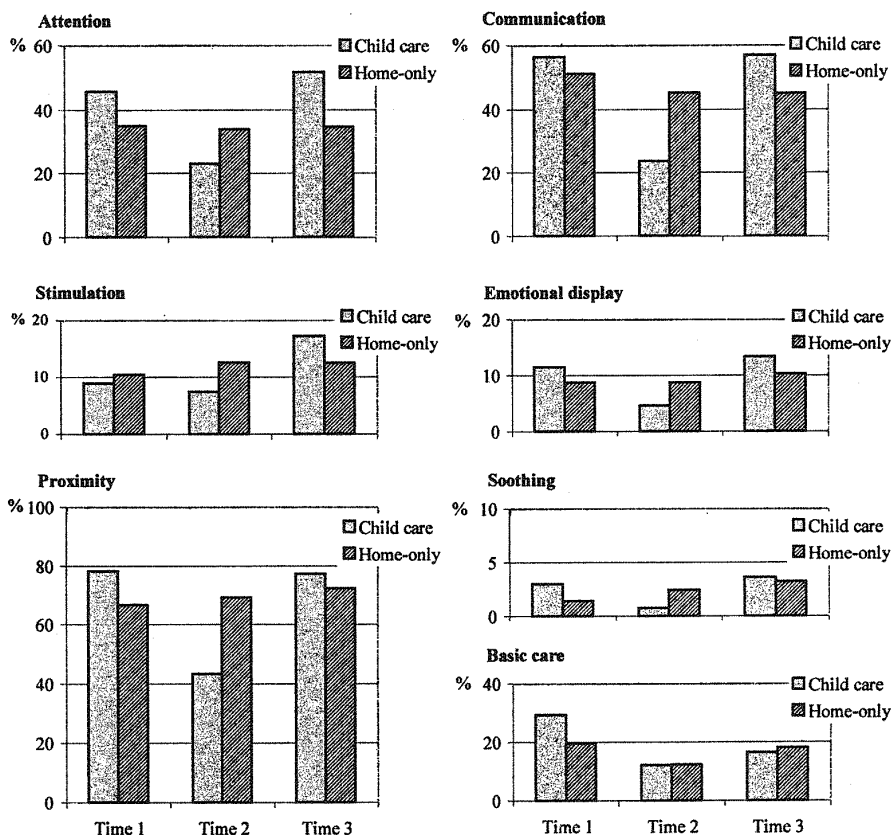 Attention
%
60
40
20
0
Child care
Home-only
Communication
%
60
40
20
0
Child care
Home-only
Stimulation
%
20
10
0
Child care
Home-only
Emotional display
%
20
10
0
Child care
Home-only
Proximity
%
100
80
60
40
20
0
Child care
Home-only
Time 1 Time 2 Time 3
Soothing
%
10
5
0
Child care
Home-only
Basic care
%
40
20
0
Child care
Home-only
Time 1 Time 2 Time 3